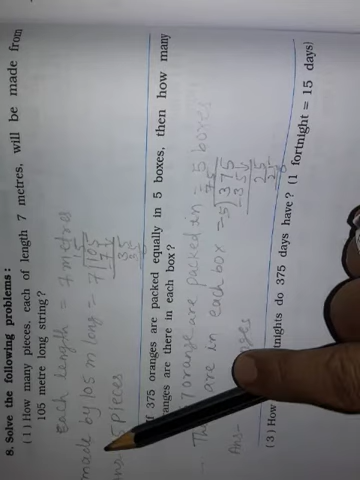 8. Solve the following problems:
(1) How many pieces, each of length 7 metres, will be made from
105 metre long string?
Each length = 7 metres
made by 105 m long = 7)105
15
-7
35
35
pieces
If 375 oranges are packed equally in 5 boxes, then how many
oranges are there in each box?
orange are packed in = 5 boxes
are in each box = 5)375
75
-35
25
25
Ans-
(3) How
tnights do 375 days have? (1 fortnight = 15 days)